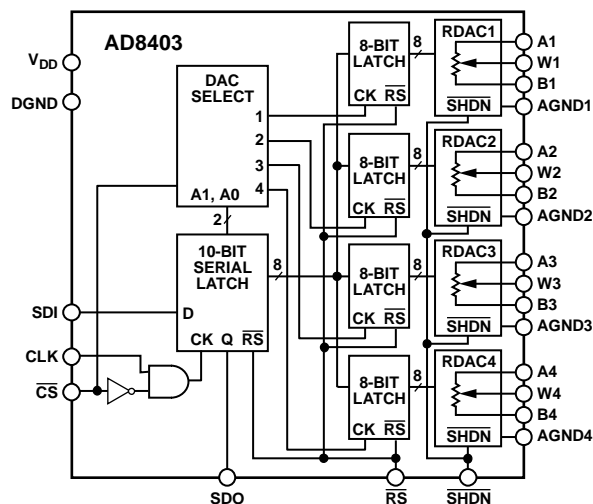 AD8403
VDD
DGND
SDI
CLK
CS
DAC
SELECT
1
2
3
4
A1, A0
2
10-BIT
SERIAL
LATCH
8
D
CK Q RS
8-BIT
LATCH
CK RS
8
RDAC1
SHDN
A1
W1
B1
AGND1
8-BIT
LATCH
CK RS
8
RDAC2
SHDN
A2
W2
B2
AGND2
8-BIT
LATCH
CK RS
8
RDAC3
SHDN
A3
W3
B3
AGND3
8-BIT
LATCH
CK RS
8
RDAC4
SHDN
A4
W4
B4
AGND4
SDO
RS
SHDN